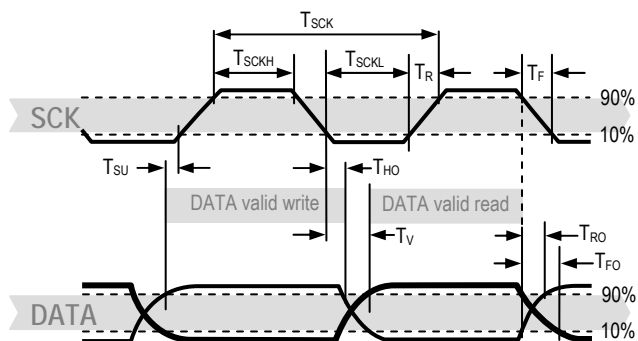 TSCK
TSCKH TSCKL TR TF
SCK
90%
10%
TSU THO
DATA valid write DATA valid read
TV TRO
TFO
DATA
90%
10%